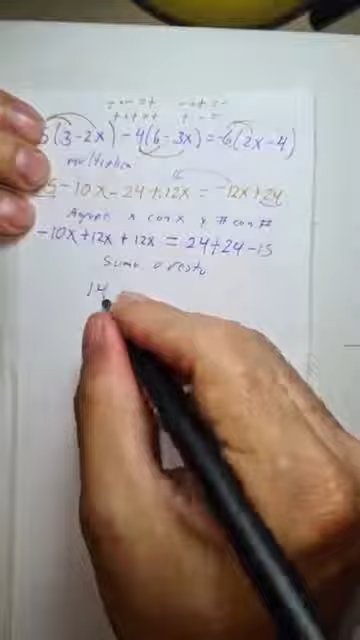 - + - = + - + = -
+ + + = + + - = -
5(3-2x) -4(6-3x) = -6(2x-4)
multiplica
15-10x-24+12x = -12x+24
Agrupa x con x y # con #
-10x+12x+12x = 24+24-15
Suma o resta
14